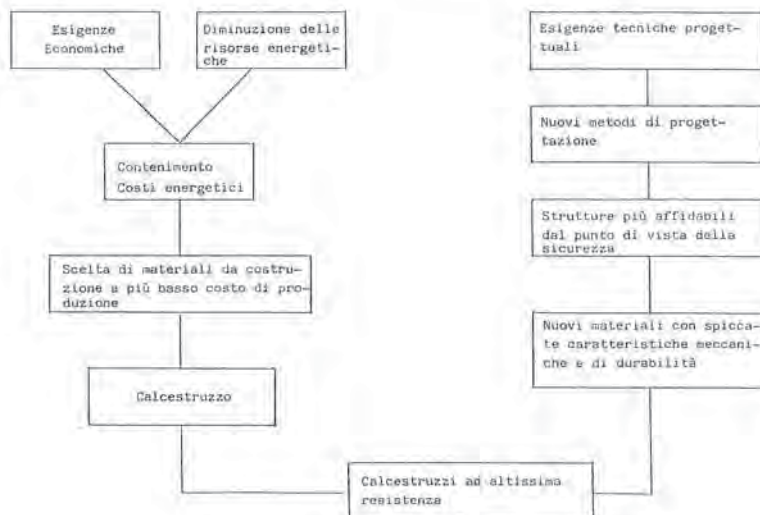 Esigenze
Economiche
Diminuzione delle
risorse energeti-
che
Contenimento
Costi energetici
Scelta di materiali da costru-
zione a più basso costo di pro-
duzione
Calcestruzzo
Esigenze tecniche proget-
tuali
Nuovi metodi di proget-
tazione
Strutture più affidabili
dal punto di vista della
sicurezza
Nuovi materiali con spicca-
te caratteristiche meccani-
che e di durabilità
Calcestruzzi ad altissima
resistenza